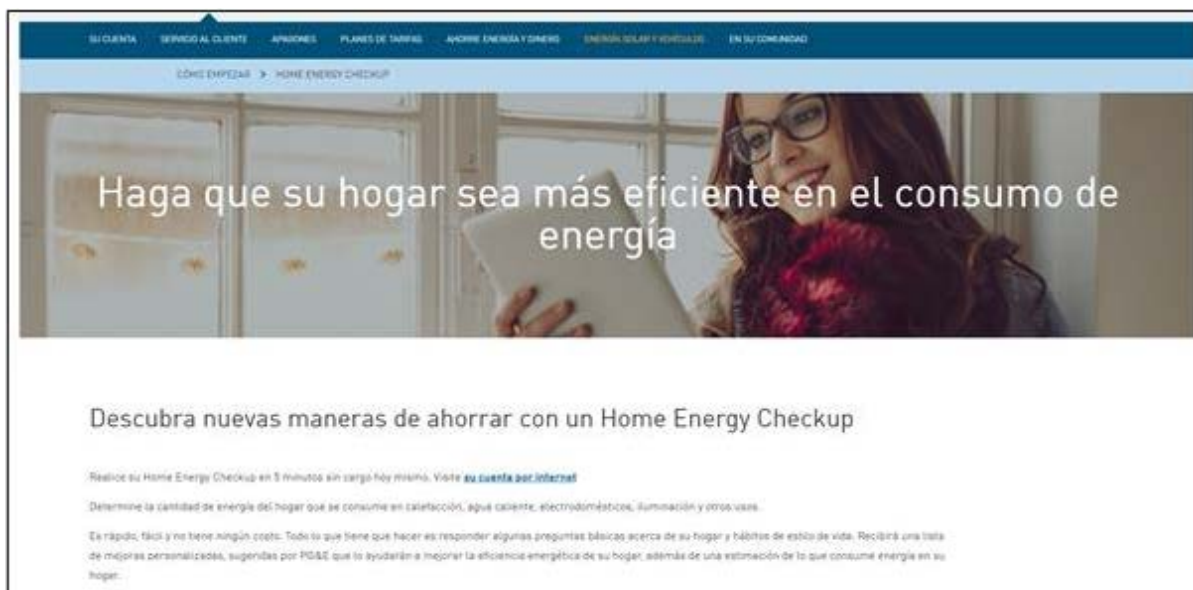 SU CUENTA SERVICIO AL CLIENTE APAGONES PLANES DE TARIFAS AHORRE ENERGÍA Y DINERO ENERGÍA SOLAR Y VEHÍCULOS EN SU COMUNIDAD
CÓMO EMPEZAR > HOME ENERGY CHECKUP
Haga que su hogar sea más eficiente en el consumo de
energía
Descubra nuevas maneras de ahorrar con un Home Energy Checkup
Realice su Home Energy Checkup en 5 minutos sin cargo hoy mismo. Visite su cuenta por Internet
Determine la cantidad de energía del hogar que se consume en calefacción, agua caliente, electrodomésticos, iluminación y otros usos.
Es rápido, fácil y no tiene ningún costo. Todo lo que tiene que hacer es responder algunas preguntas básicas acerca de su hogar y hábitos de estilo de vida. Recibirá una lista
de mejoras personalizadas, sugeridas por PG&E que lo ayudarán a mejorar la eficiencia energética de su hogar, además de una estimación de lo que consume energía en su
hogar.